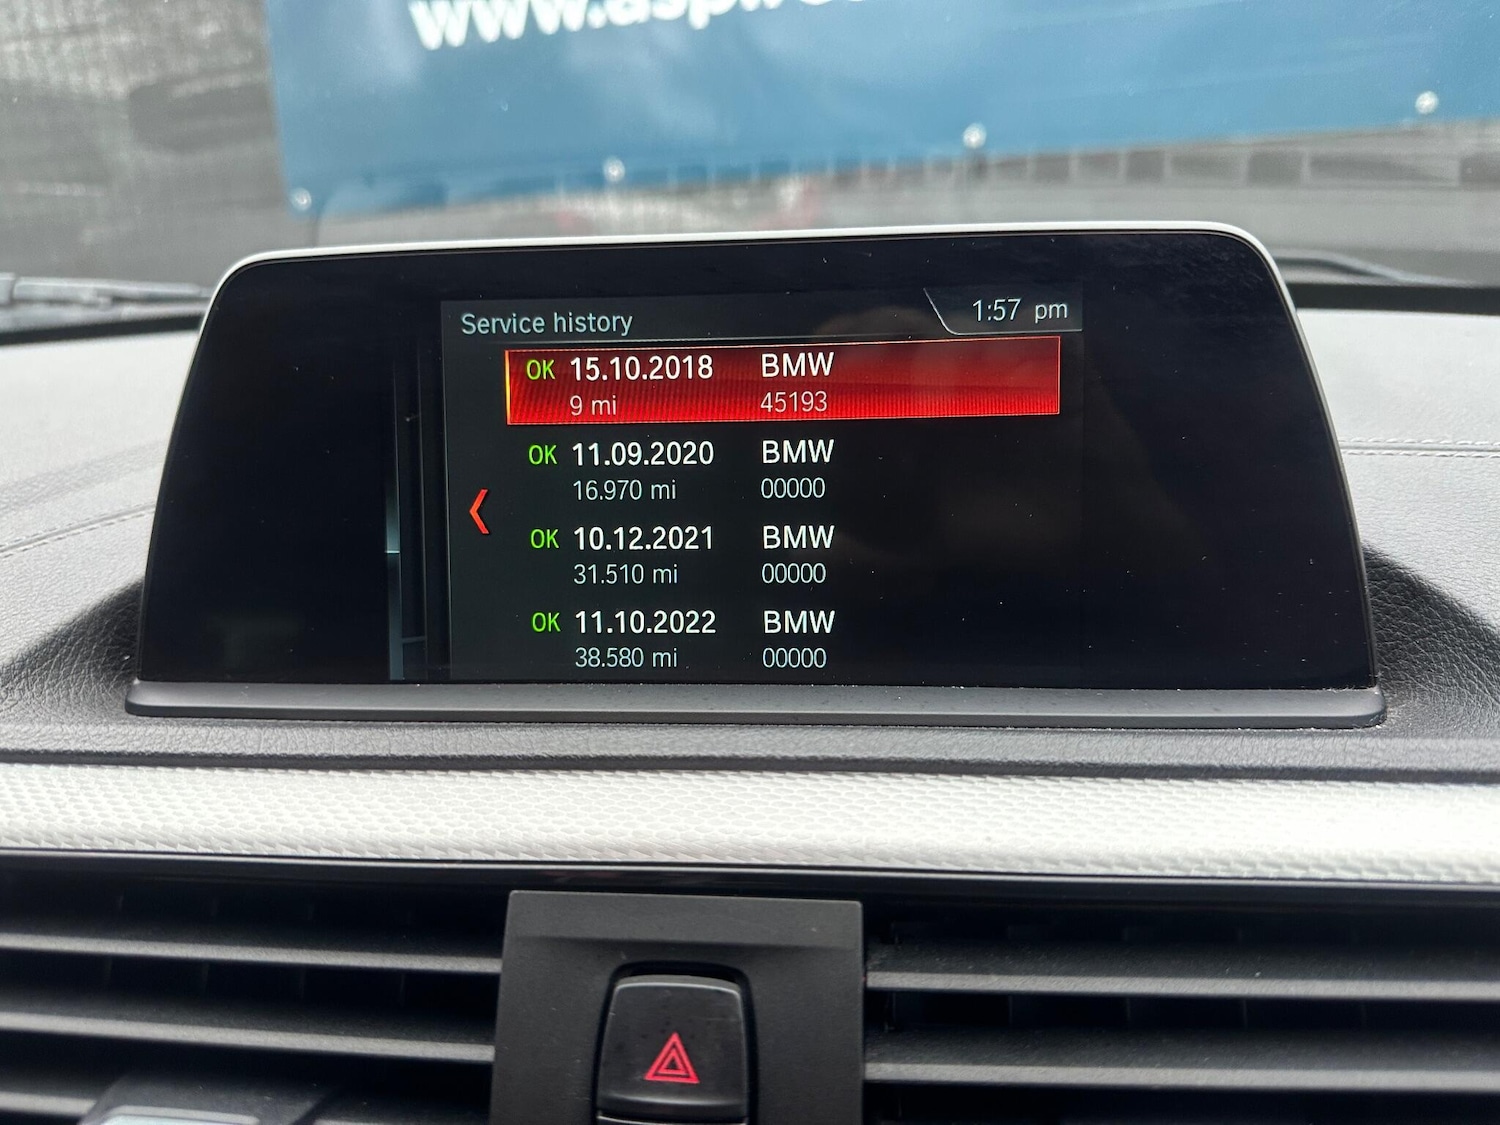 www.aspire
Service history
1:57 pm
OK 15.10.2018 BMW
9 mi 45193
OK 11.09.2020 BMW
16.970 mi 00000
OK 10.12.2021 BMW
31.510 mi 00000
OK 11.10.2022 BMW
38.580 mi 00000